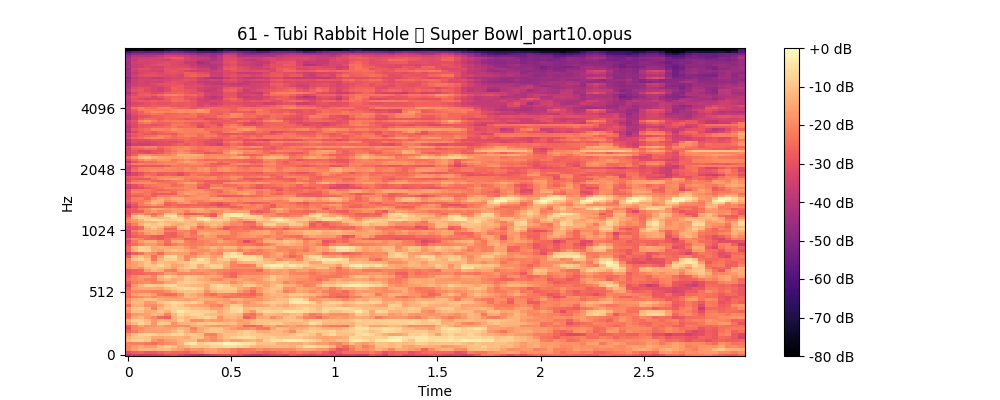 61 - Tubi Rabbit Hole ▯ Super Bowl_part10.opus
Hz
4096
2048
1024
512
0
0 0.5 1 1.5 2 2.5
Time
+0 dB
-10 dB
-20 dB
-30 dB
-40 dB
-50 dB
-60 dB
-70 dB
-80 dB